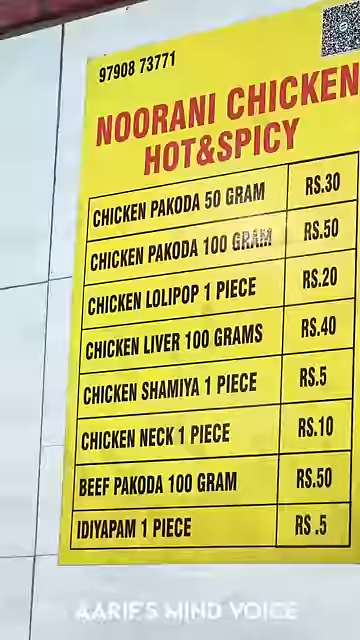 97908 73771
NOORANI CHICKEN
HOT&SPICY
CHICKEN PAKODA 50 GRAM RS.30
CHICKEN PAKODA 100 GRAM RS.50
CHICKEN LOLIPOP 1 PIECE RS.20
CHICKEN LIVER 100 GRAMS RS.40
CHICKEN SHAMIYA 1 PIECE RS.5
CHICKEN NECK 1 PIECE RS.10
BEEF PAKODA 100 GRAM RS.50
IDIYAPAM 1 PIECE RS .5
AARIF'S MIND VOICE